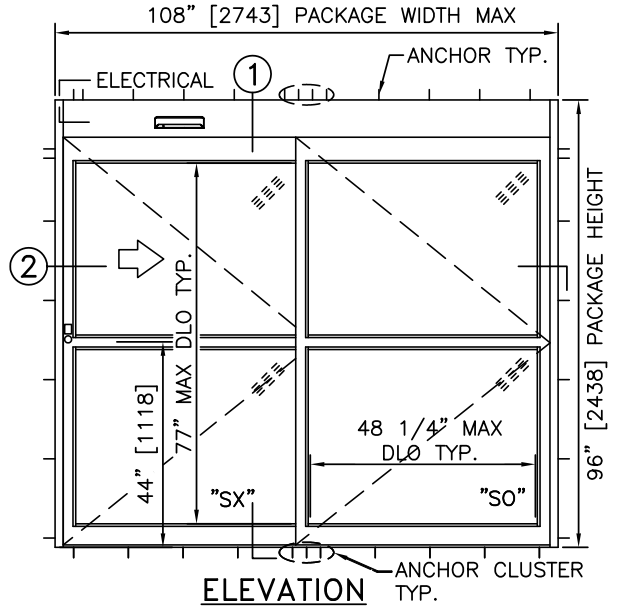 108” [2743] PACKAGE WIDTH MAX
ELECTRICAL
1
ANCHOR TYP.
2
77” MAX DLO TYP.
44” [1118]
96” [2438] PACKAGE HEIGHT
48 1/4” MAX
DLO TYP.
"SX"
"SO"
ANCHOR CLUSTER
TYP.
ELEVATION